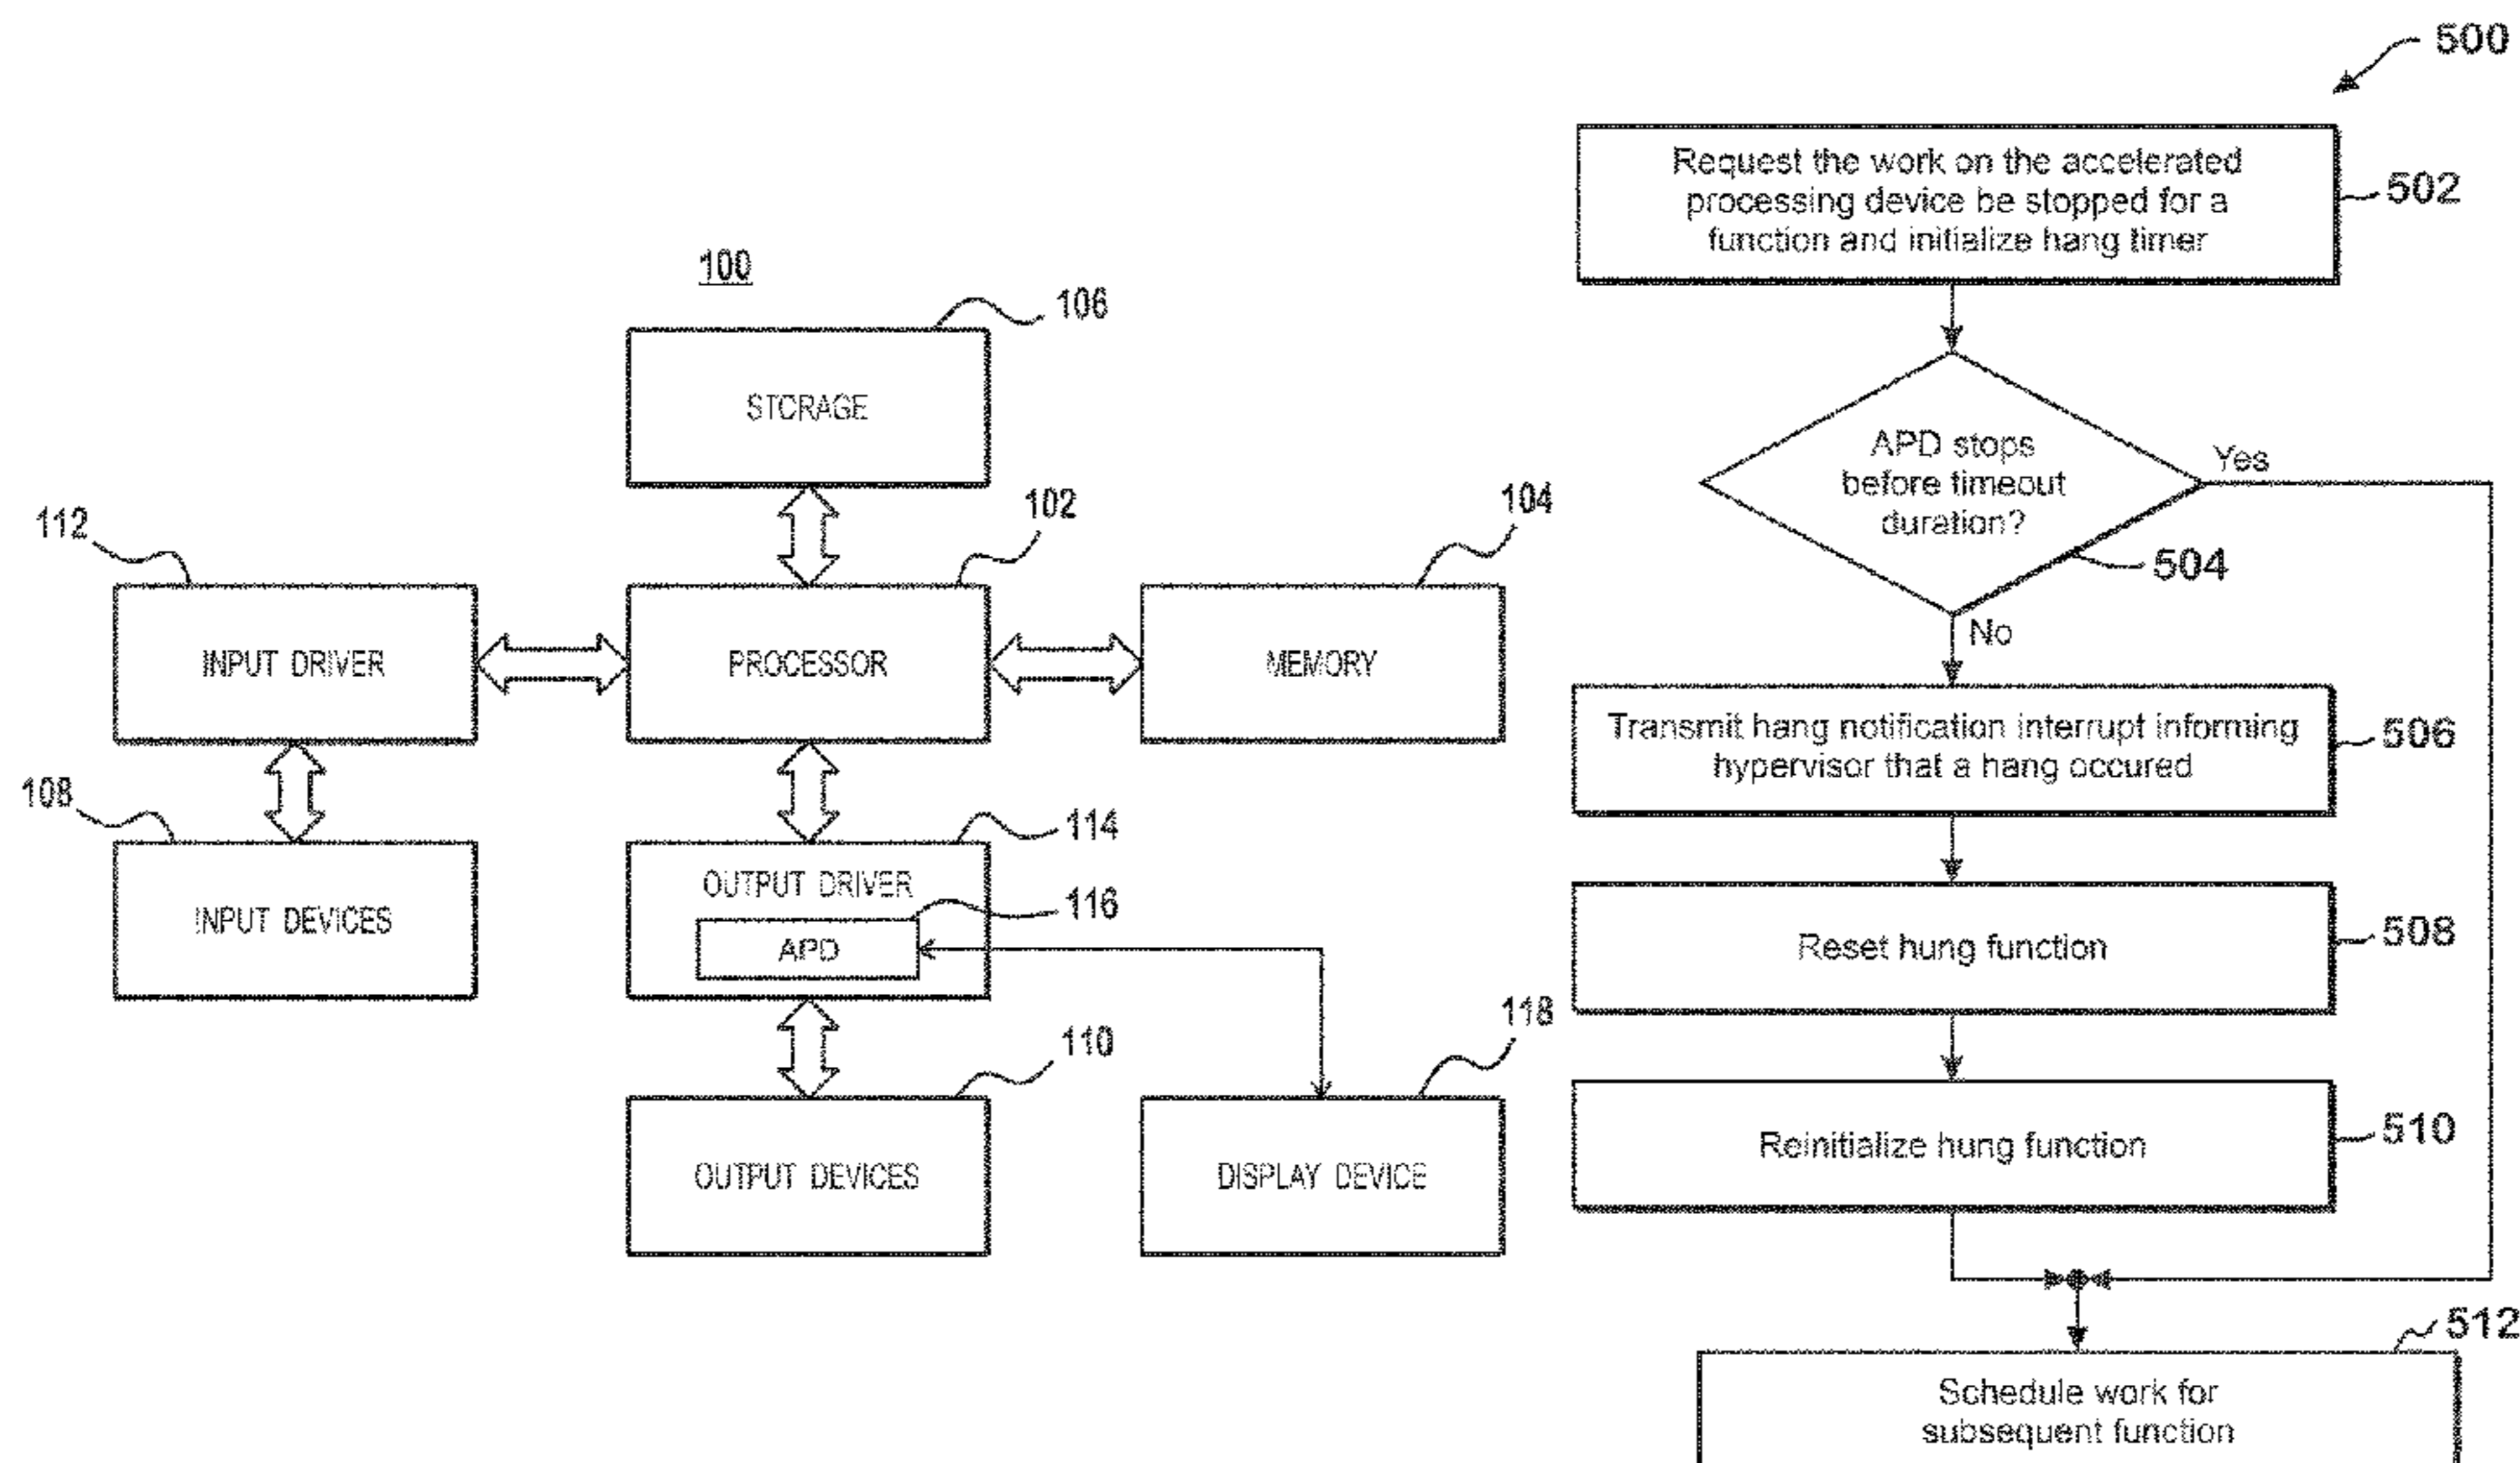 100
106
STORAGE
112
102
104
INPUT DRIVER
PROCESSOR
MEMORY
108
114
INPUT DEVICES
OUTPUT DRIVER
116
APD
110
118
OUTPUT DEVICES
DISPLAY DEVICE
500
Request the work on the accelerated
processing device be stopped for a
function and initialize hang timer
502
APD stops
before timeout
duration?
Yes
504
No
Transmit hang notification interrupt informing
hypervisor that a hang occured
506
Reset hung function
508
Reinitialize hung function
510
512
Schedule work for
subsequent function